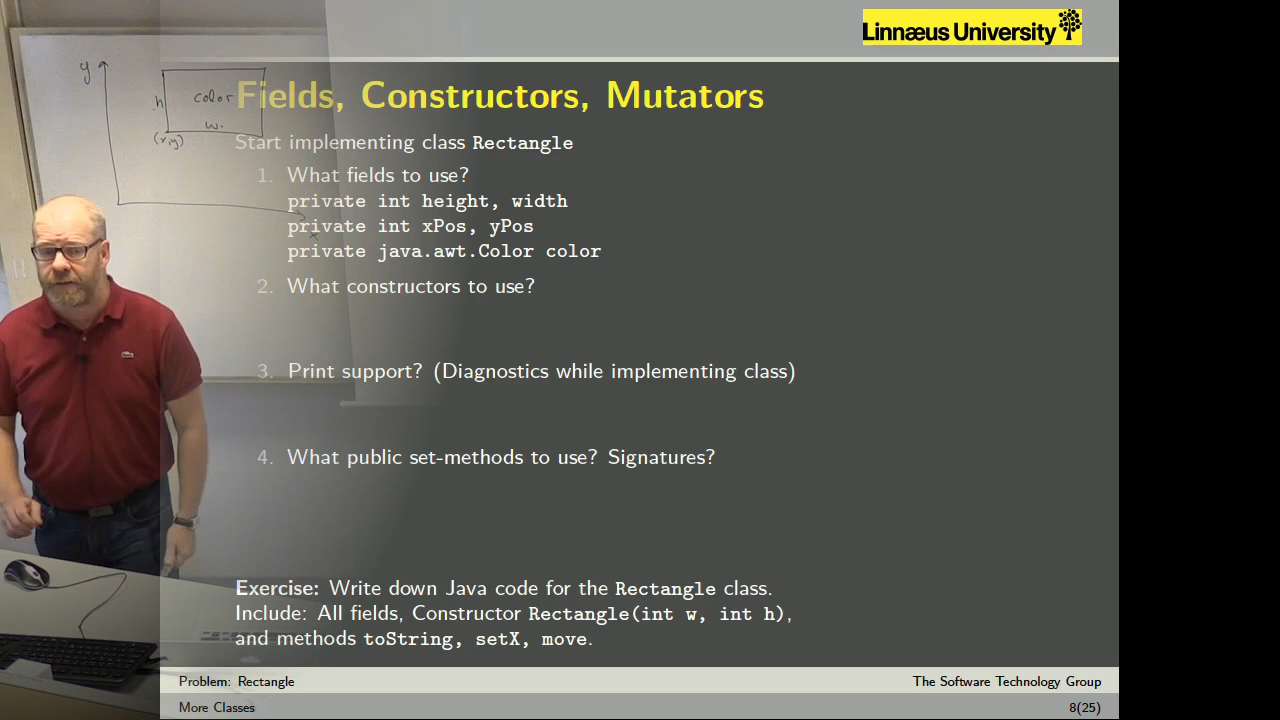 Linnæus University
y
h
color
w.
(x,y)
x
Fields, Constructors, Mutators
Start implementing class Rectangle
1. What fields to use?
private int height, width
private int xPos, yPos
private java.awt.Color color
2. What constructors to use?
3. Print support? (Diagnostics while implementing class)
4. What public set-methods to use? Signatures?
Exercise: Write down Java code for the Rectangle class.
Include: All fields, Constructor Rectangle(int w, int h),
and methods toString, setX, move.
Problem: Rectangle
The Software Technology Group
More Classes
8(25)